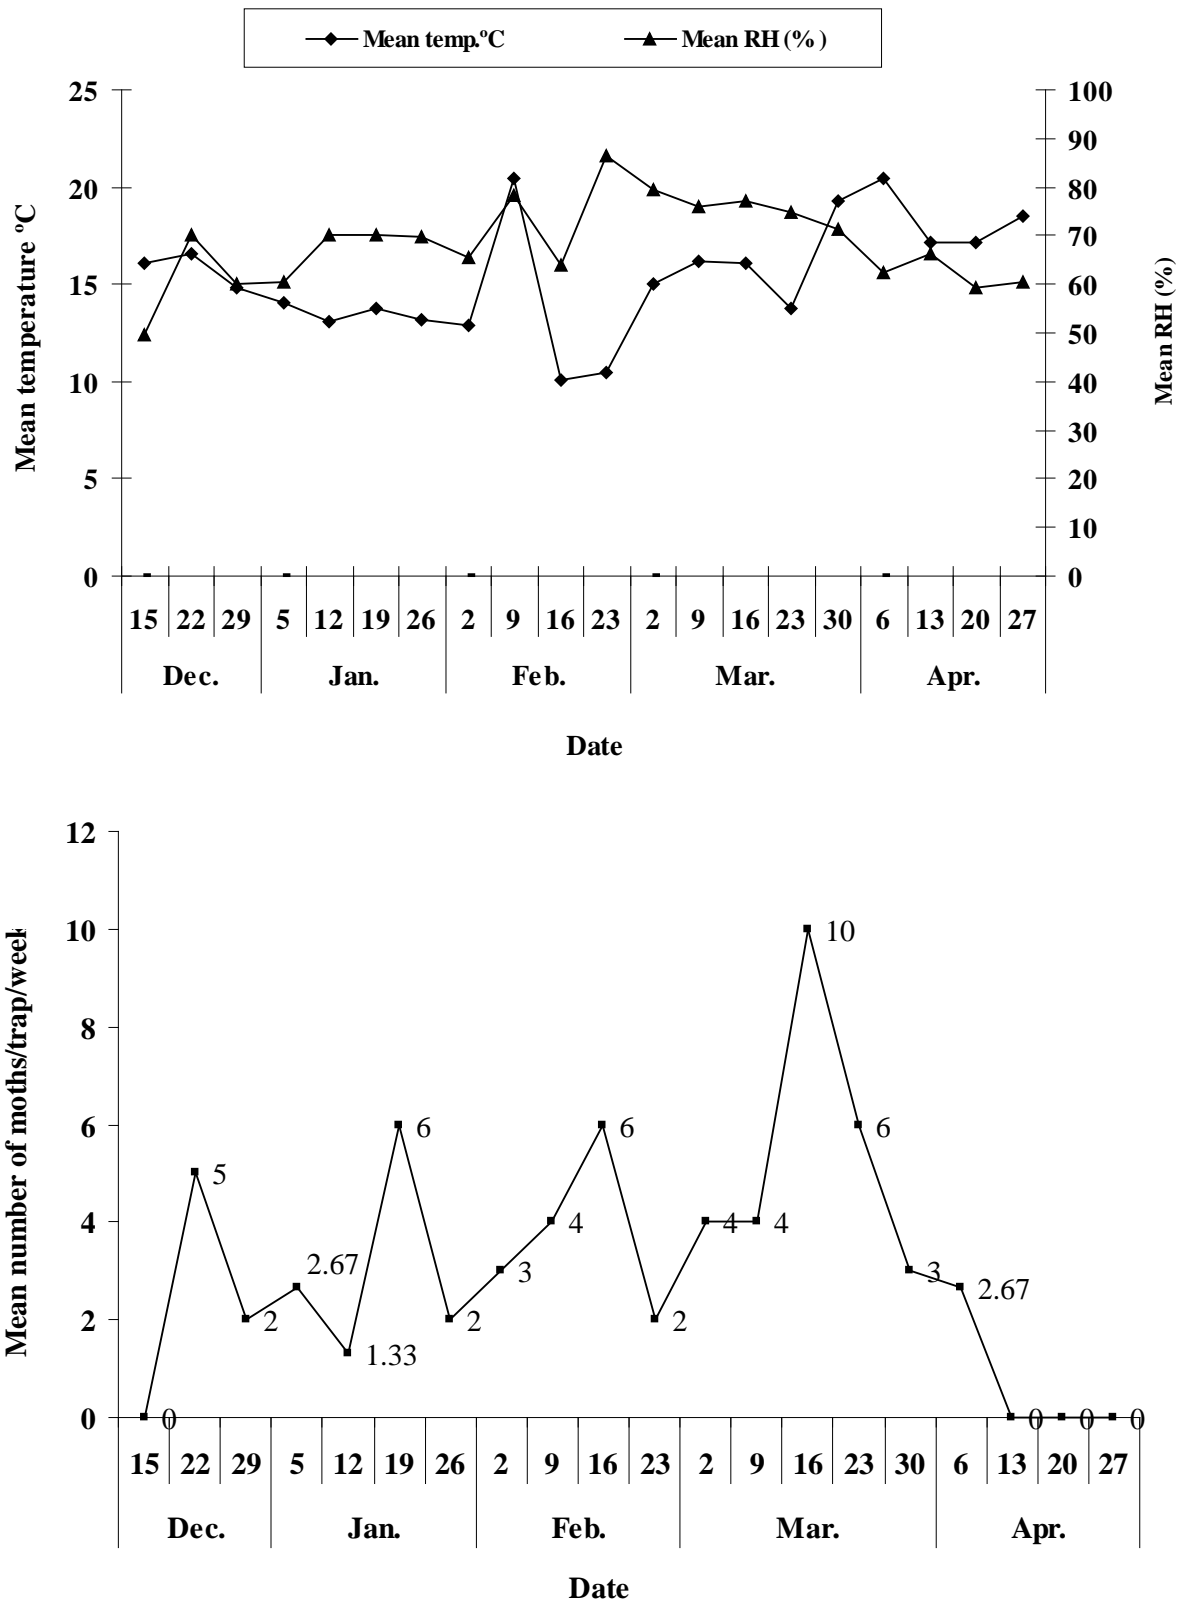 Mean temp.ºC Mean RH (%)
25 100
90
20 80
70
15 60
50
10 40
30
5 20
10
0 0
Mean temperature ºC
Mean RH (%)
15 22 29 5 12 19 26 2 9 16 23 2 9 16 23 30 6 13 20 27
Dec. Jan. Feb. Mar. Apr.
Date
12
10
8
6
4
2
0
Mean number of moths/trap/week
0 5 2 2.67 1.33 6 2 3 4 6 2 4 4 10 6 3 2.67 0 0 0
15 22 29 5 12 19 26 2 9 16 23 2 9 16 23 30 6 13 20 27
Dec. Jan. Feb. Mar. Apr.
Date